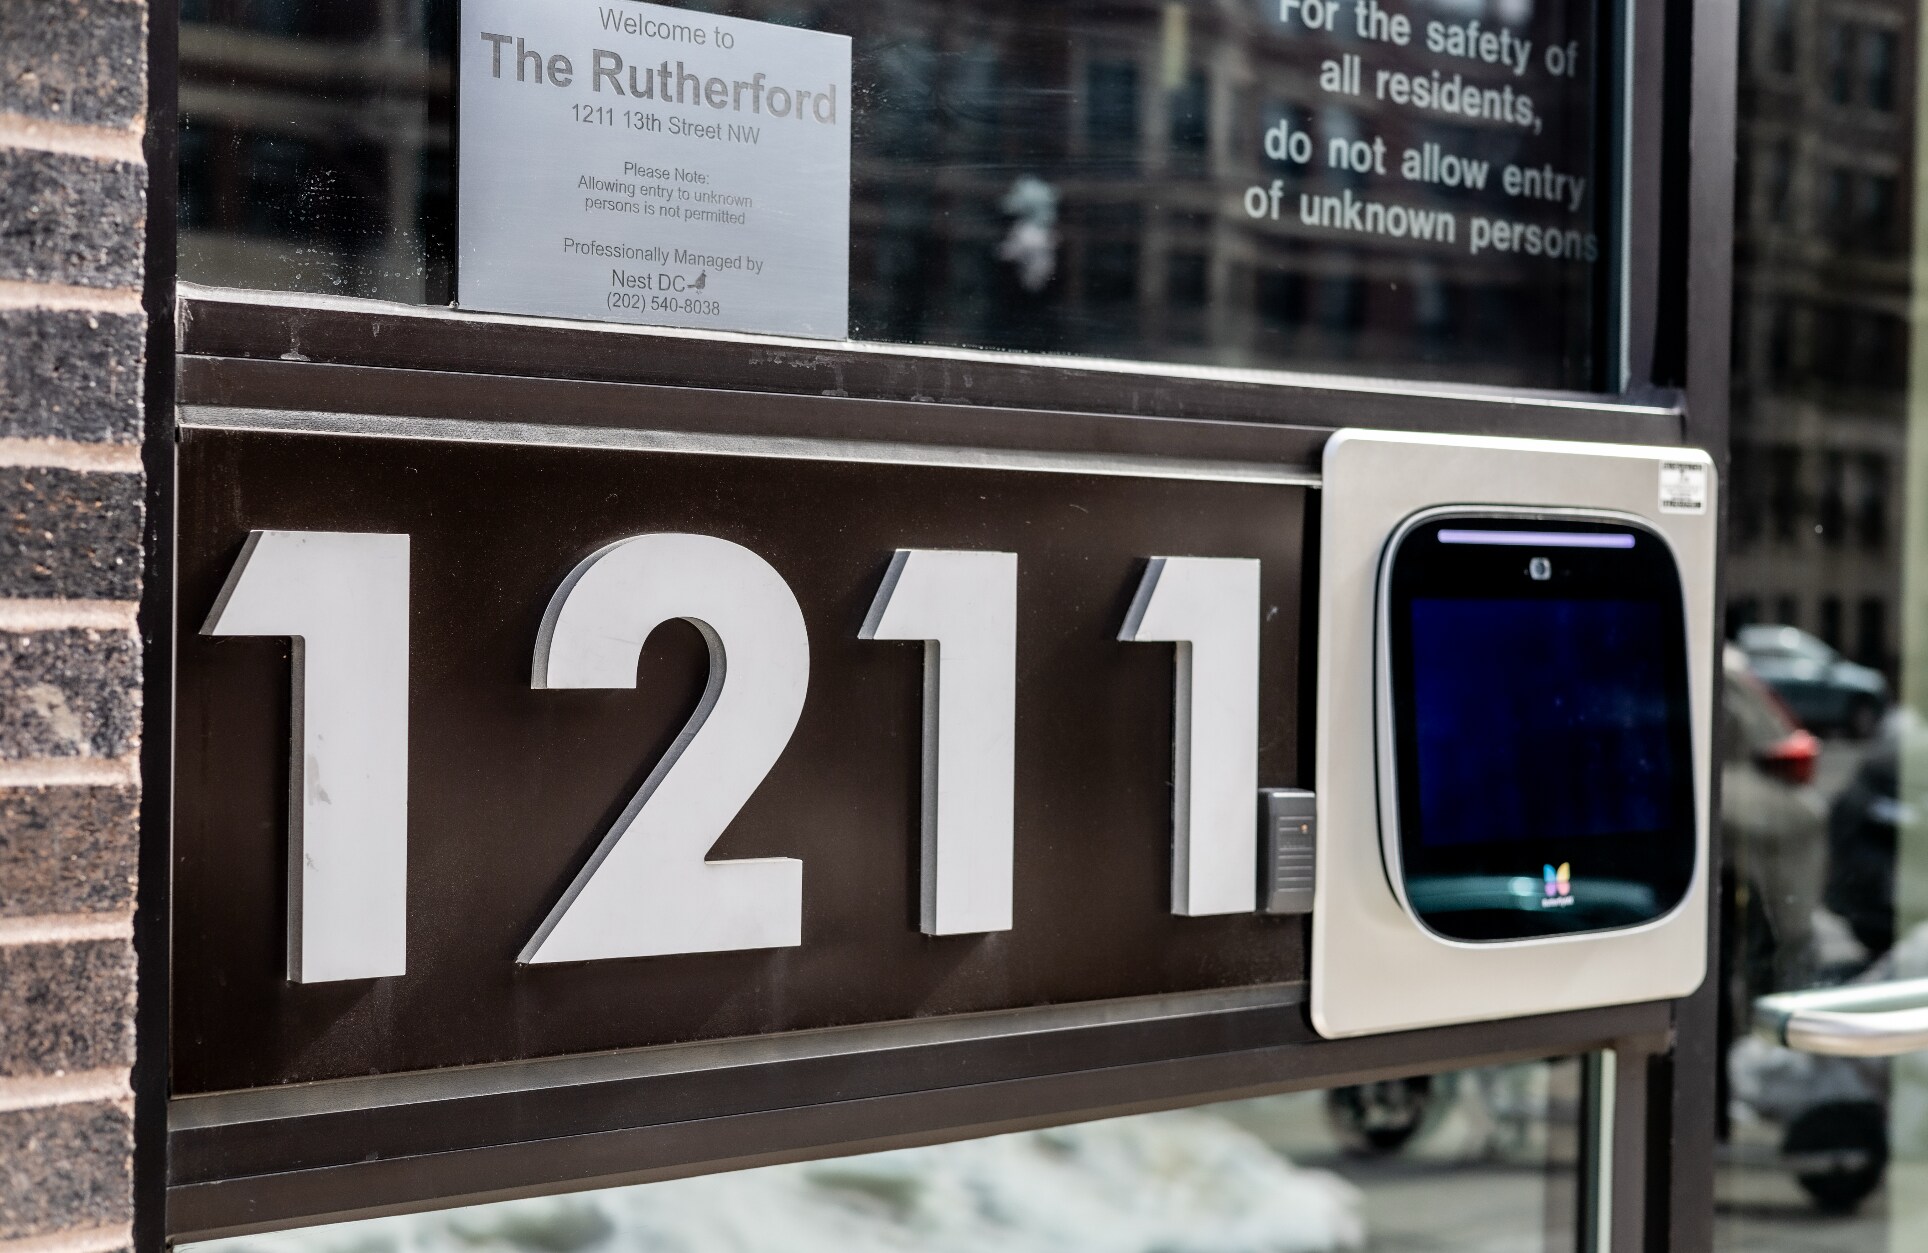 Welcome to
The Rutherford
1211 13th Street NW
Please Note:
Allowing entry to unknown
persons is not permitted
Professionally Managed by
Nest DC
(202) 540-8038
For the safety of
all residents,
do not allow entry
of unknown persons
1211